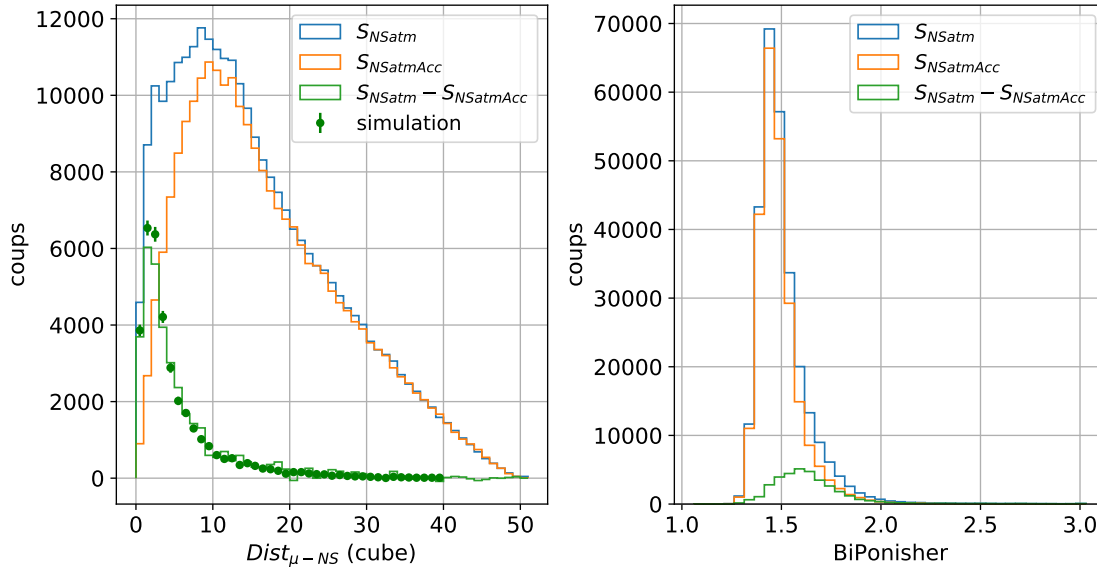 12000
10000
8000
6000
4000
2000
0
coups
S_{NSatm}
S_{NSatmAcc}
S_{NSatm} − S_{NSatmAcc}
simulation
0 10 20 30 40 50
Dist_{μ−NS} (cube)
70000
60000
50000
40000
30000
20000
10000
0
coups
S_{NSatm}
S_{NSatmAcc}
S_{NSatm} − S_{NSatmAcc}
1.0 1.5 2.0 2.5 3.0
BiPonisher